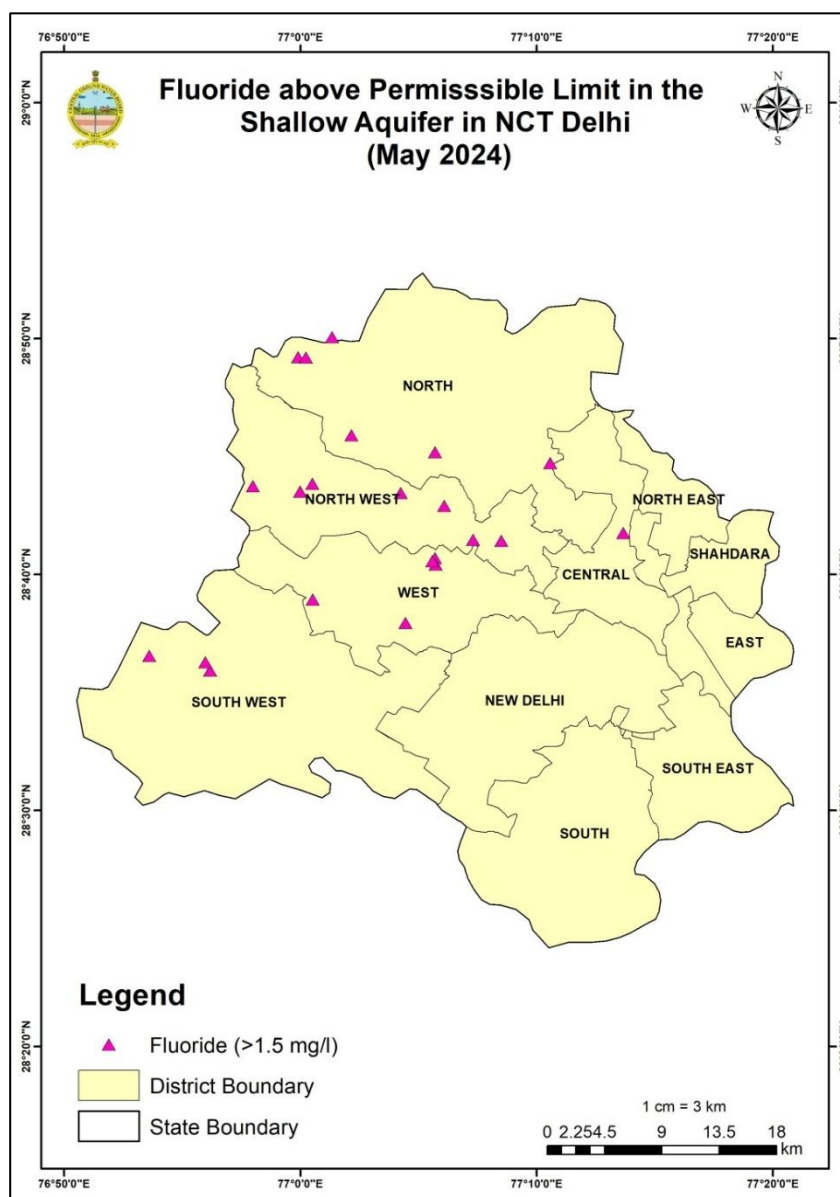 76°50'0"E 77°0'0"E 77°10'0"E 77°20'0"E
Fluoride above Permisssible Limit in the
Shallow Aquifer in NCT Delhi
(May 2024)
N
W E
S
29°0'0"N
28°50'0"N
28°40'0"N
28°30'0"N
28°20'0"N
NORTH
NORTH WEST
NORTH EAST
SHAHDARA
CENTRAL
WEST
EAST
SOUTH WEST
NEW DELHI
SOUTH EAST
SOUTH
Legend
Fluoride (>1.5 mg/l)
District Boundary
State Boundary
1 cm = 3 km
0 2.254.5 9 13.5 18
km
76°50'0"E 77°0'0"E 77°10'0"E 77°20'0"E